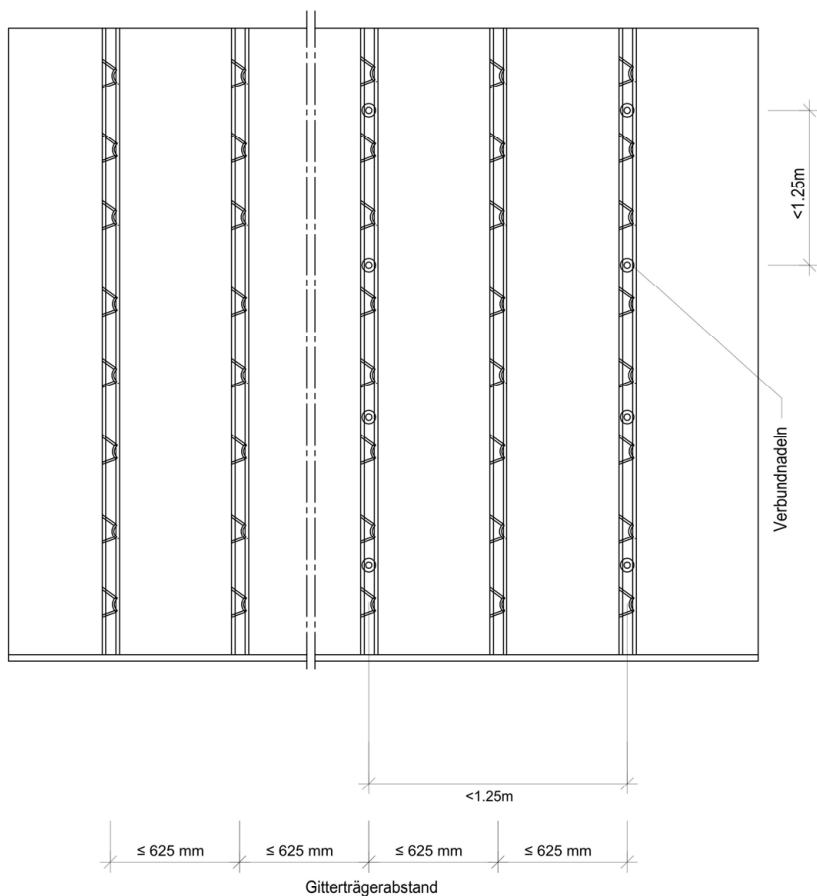 <1.25m
Verbundnadeln
<1.25m
≤ 625 mm
≤ 625 mm
≤ 625 mm
≤ 625 mm
Gitterträgerabstand